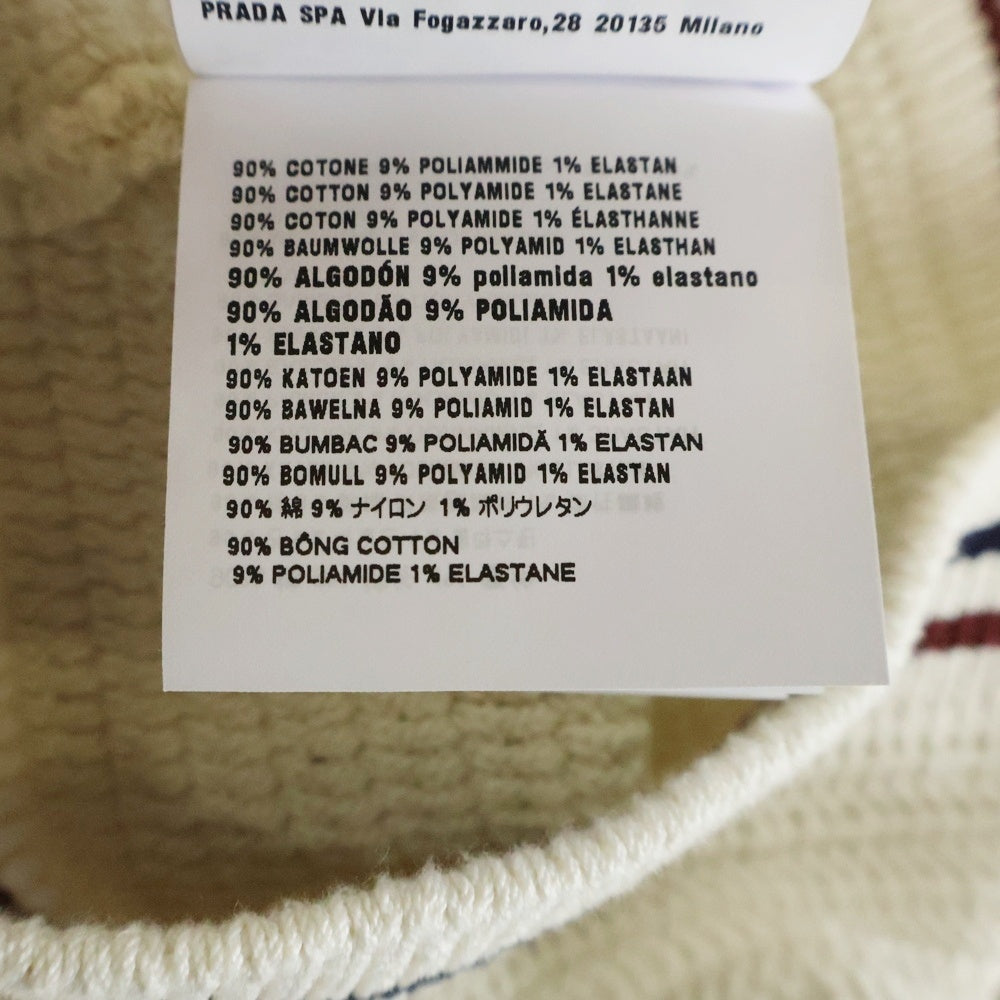 PRADA SPA VIa Fogazzaro,28 20135 Milano
90% COTONE 9% POLIAMMIDE 1% ELASTAN
90% COTTON 9% POLYAMIDE 1% ELASTANE
90% COTON 9% POLYAMIDE 1% ÉLASTHANNE
90% BAUMWOLLE 9% POLYAMID 1% ELASTHAN
90% ALGODÓN 9% poliamida 1% elastano
90% ALGODÃO 9% POLIAMIDA
1% ELASTANO
90% KATOEN 9% POLYAMIDE 1% ELASTAAN
90% BAWELNA 9% POLIAMID 1% ELASTAN
90% BUMBAC 9% POLIAMIDĂ 1% ELASTAN
90% BOMULL 9% POLYAMID 1% ELASTAN
90% 綿 9% ナイロン 1% ポリウレタン
90% BÔNG COTTON
9% POLIAMIDE 1% ELASTANE